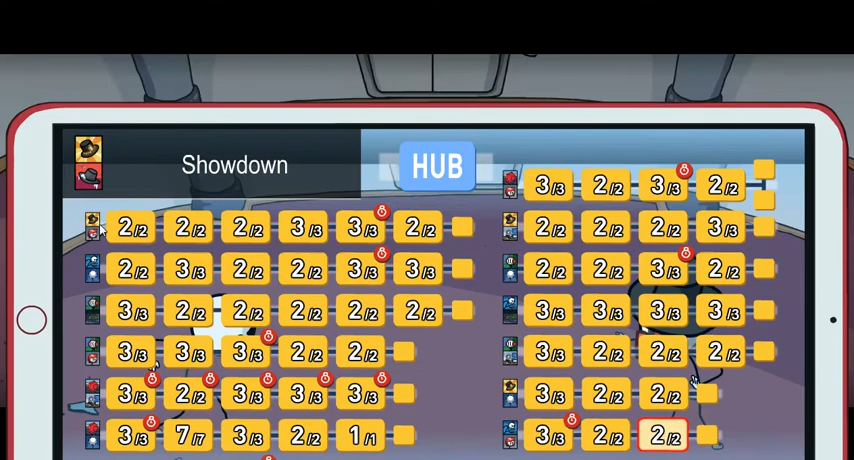 Showdown
HUB
2/2 2/2 2/2 3/3 3/3 2/2
2/2 3/3 2/2 2/2 3/3 3/3
3/3 2/2 2/2 2/2 2/2 2/2
3/3 3/3 3/3 2/2 2/2
3/3 2/2 3/3 3/3 3/3
3/3 7/7 3/3 2/2 1/1
3/3 2/2 3/3 2/2
2/2 2/2 2/2 3/3
2/2 2/2 3/3 2/2
3/3 3/3 3/3 3/3
3/3 2/2 2/2 2/2
3/3 2/2 2/2
3/3 2/2 2/2